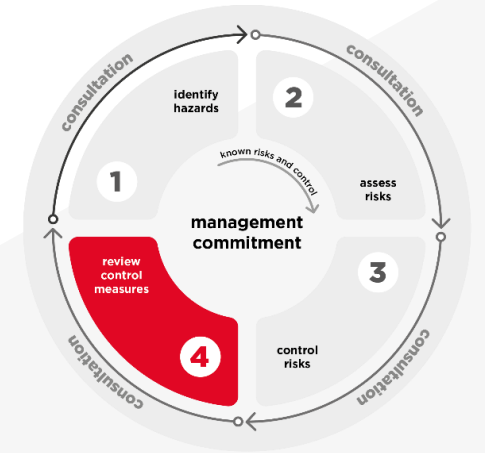 consultation
consultation
identify
hazards
2
1
known risks and control
assess
risks
management
commitment
review
control
measures
3
4
control
risks
consultation
consultation